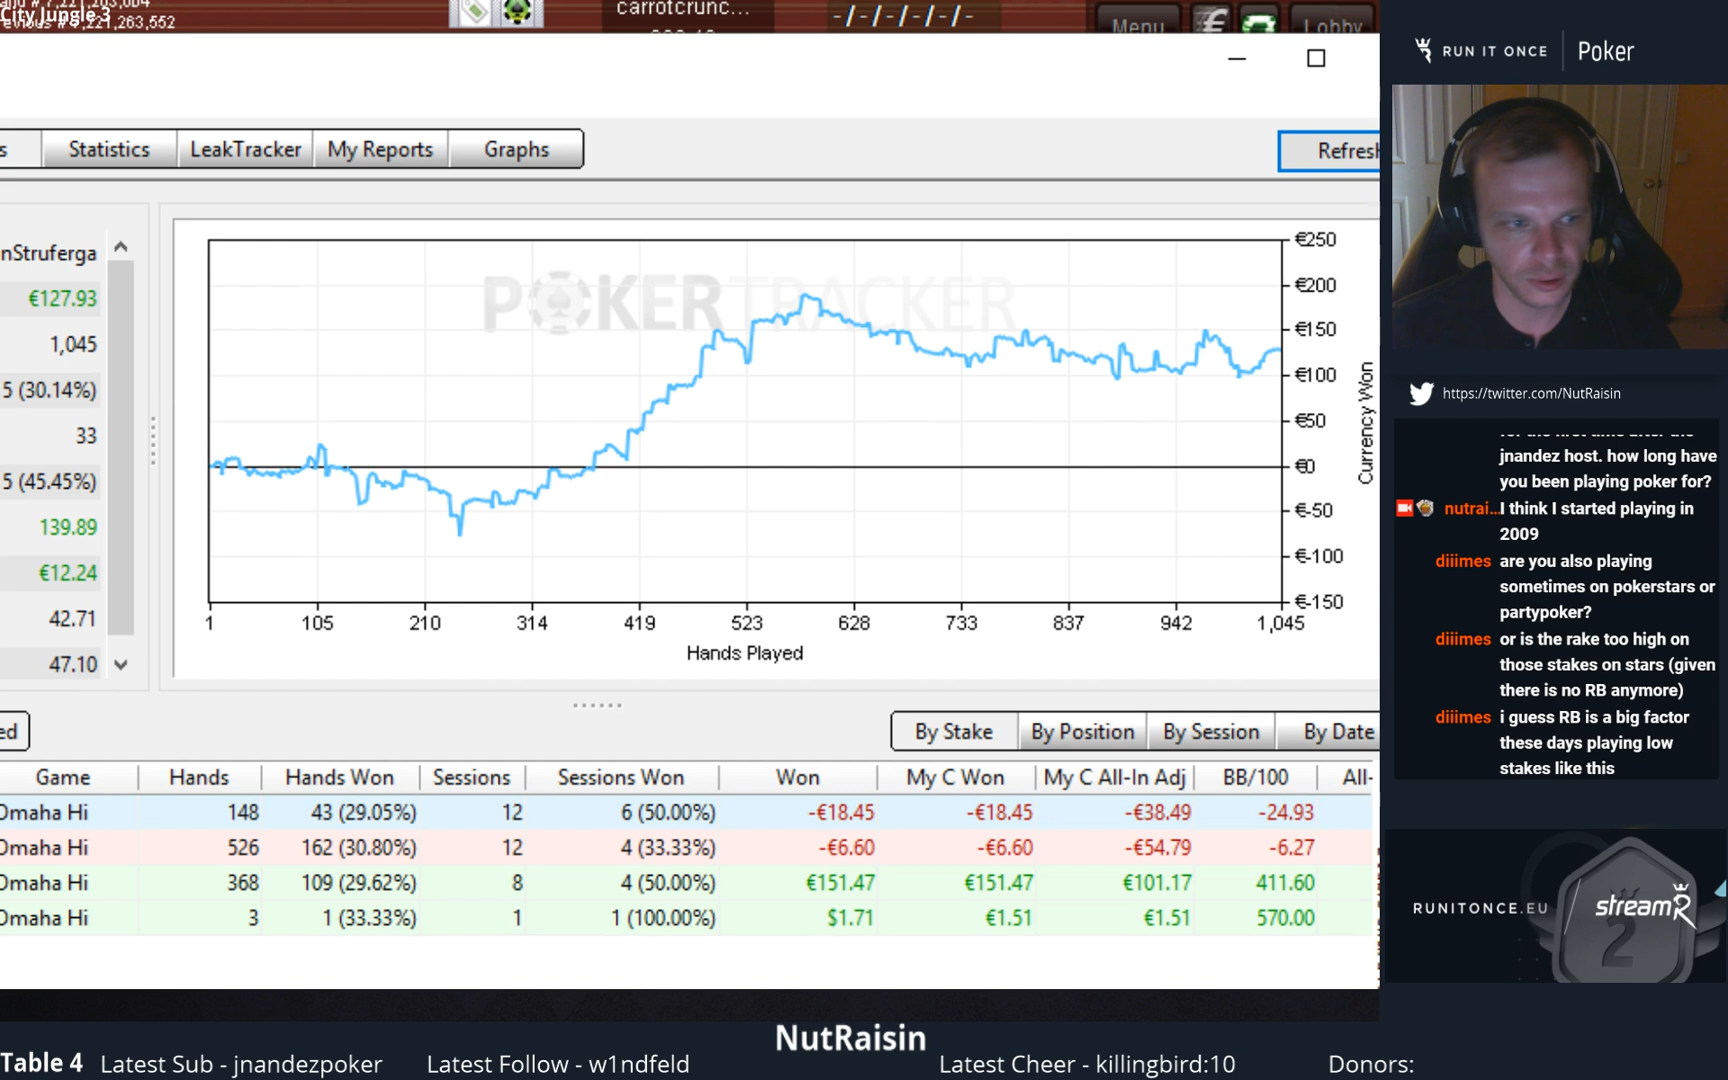 City Jungle 3
carrotcrunc...
-/-/-/-/-/-
Menu
Lobby
RUN IT ONCE
Poker
Statistics
LeakTracker
My Reports
Graphs
Refresh
nStruferga
€127.93
1,045
5 (30.14%)
33
5 (45.45%)
139.89
€12.24
42.71
47.10
POKERTRACKER
€250
€200
€150
€100
€50
€0
€-50
€-100
€-150
Currency Won
1 105 210 314 419 523 628 733 837 942 1,045
Hands Played
https://twitter.com/NutRaisin
jnandez host. how long have
you been playing poker for?
nutrai... I think I started playing in
2009
diiimes are you also playing
sometimes on pokerstars or
partypoker?
diiimes or is the rake too high on
those stakes on stars (given
there is no RB anymore)
diiimes i guess RB is a big factor
these days playing low
stakes like this
ed
By Stake
By Position
By Session
By Date
Game Hands Hands Won Sessions Sessions Won Won My C Won My C All-In Adj BB/100 All-
Omaha Hi 148 43 (29.05%) 12 6 (50.00%) -€18.45 -€18.45 -€38.49 -24.93
Omaha Hi 526 162 (30.80%) 12 4 (33.33%) -€6.60 -€6.60 -€54.79 -6.27
Omaha Hi 368 109 (29.62%) 8 4 (50.00%) €151.47 €151.47 €101.17 411.60
Omaha Hi 3 1 (33.33%) 1 1 (100.00%) $1.71 €1.51 €1.51 570.00
RUNITONCE.EU
streamR
2
NutRaisin
Table 4 Latest Sub - jnandezpoker Latest Follow - w1ndfeld Latest Cheer - killingbird:10 Donors: